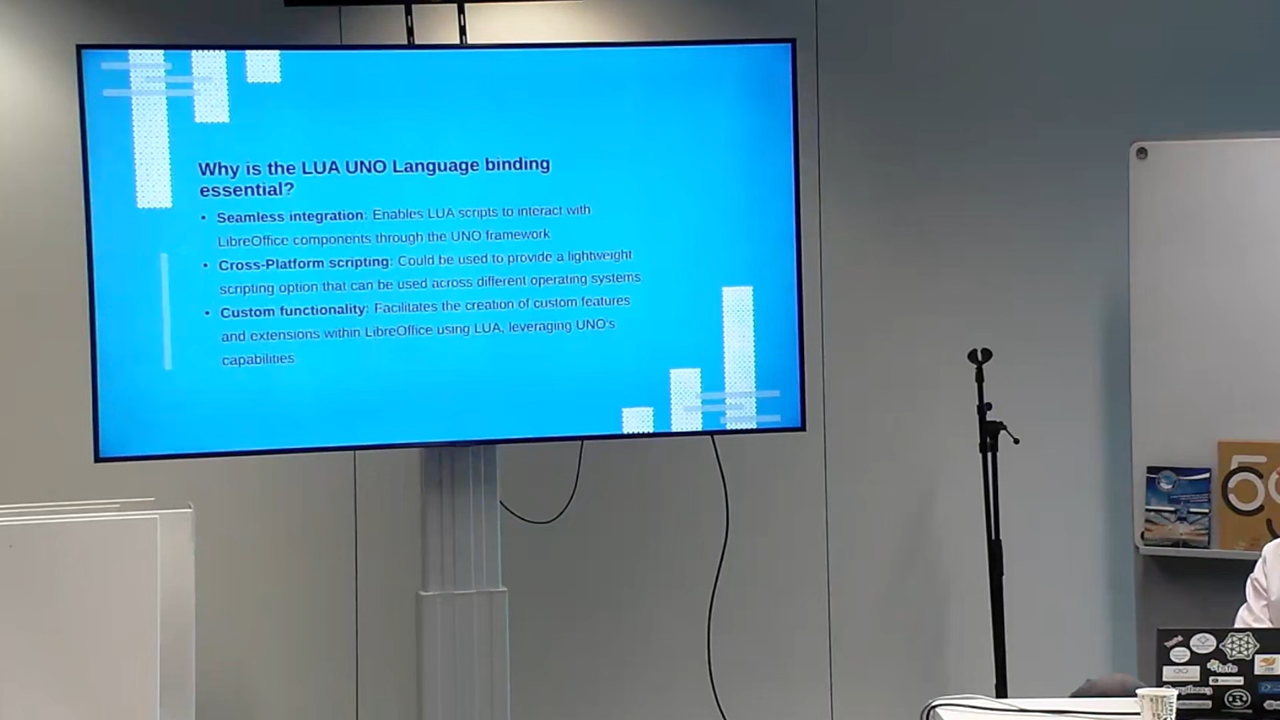 Why is the LUA UNO Language binding
essential?
• Seamless integration: Enables LUA scripts to interact with
LibreOffice components through the UNO framework
• Cross-Platform scripting: Could be used to provide a lightweight
scripting option that can be used across different operating systems
• Custom functionality: Facilitates the creation of custom features
and extensions within LibreOffice using LUA, leveraging UNO's
capabilities
fsfe